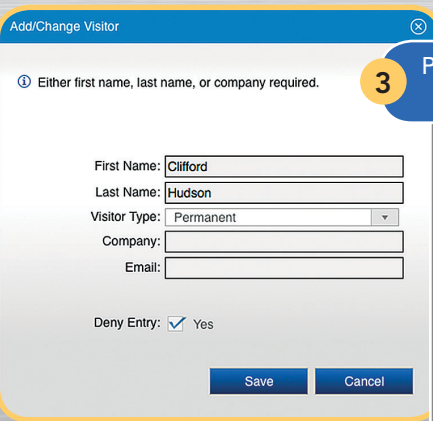 Add/Change Visitor
Either first name, last name, or company required.
3
P
First Name: Clifford
Last Name: Hudson
Visitor Type: Permanent
Company:
Email:
Deny Entry: Yes
Save Cancel